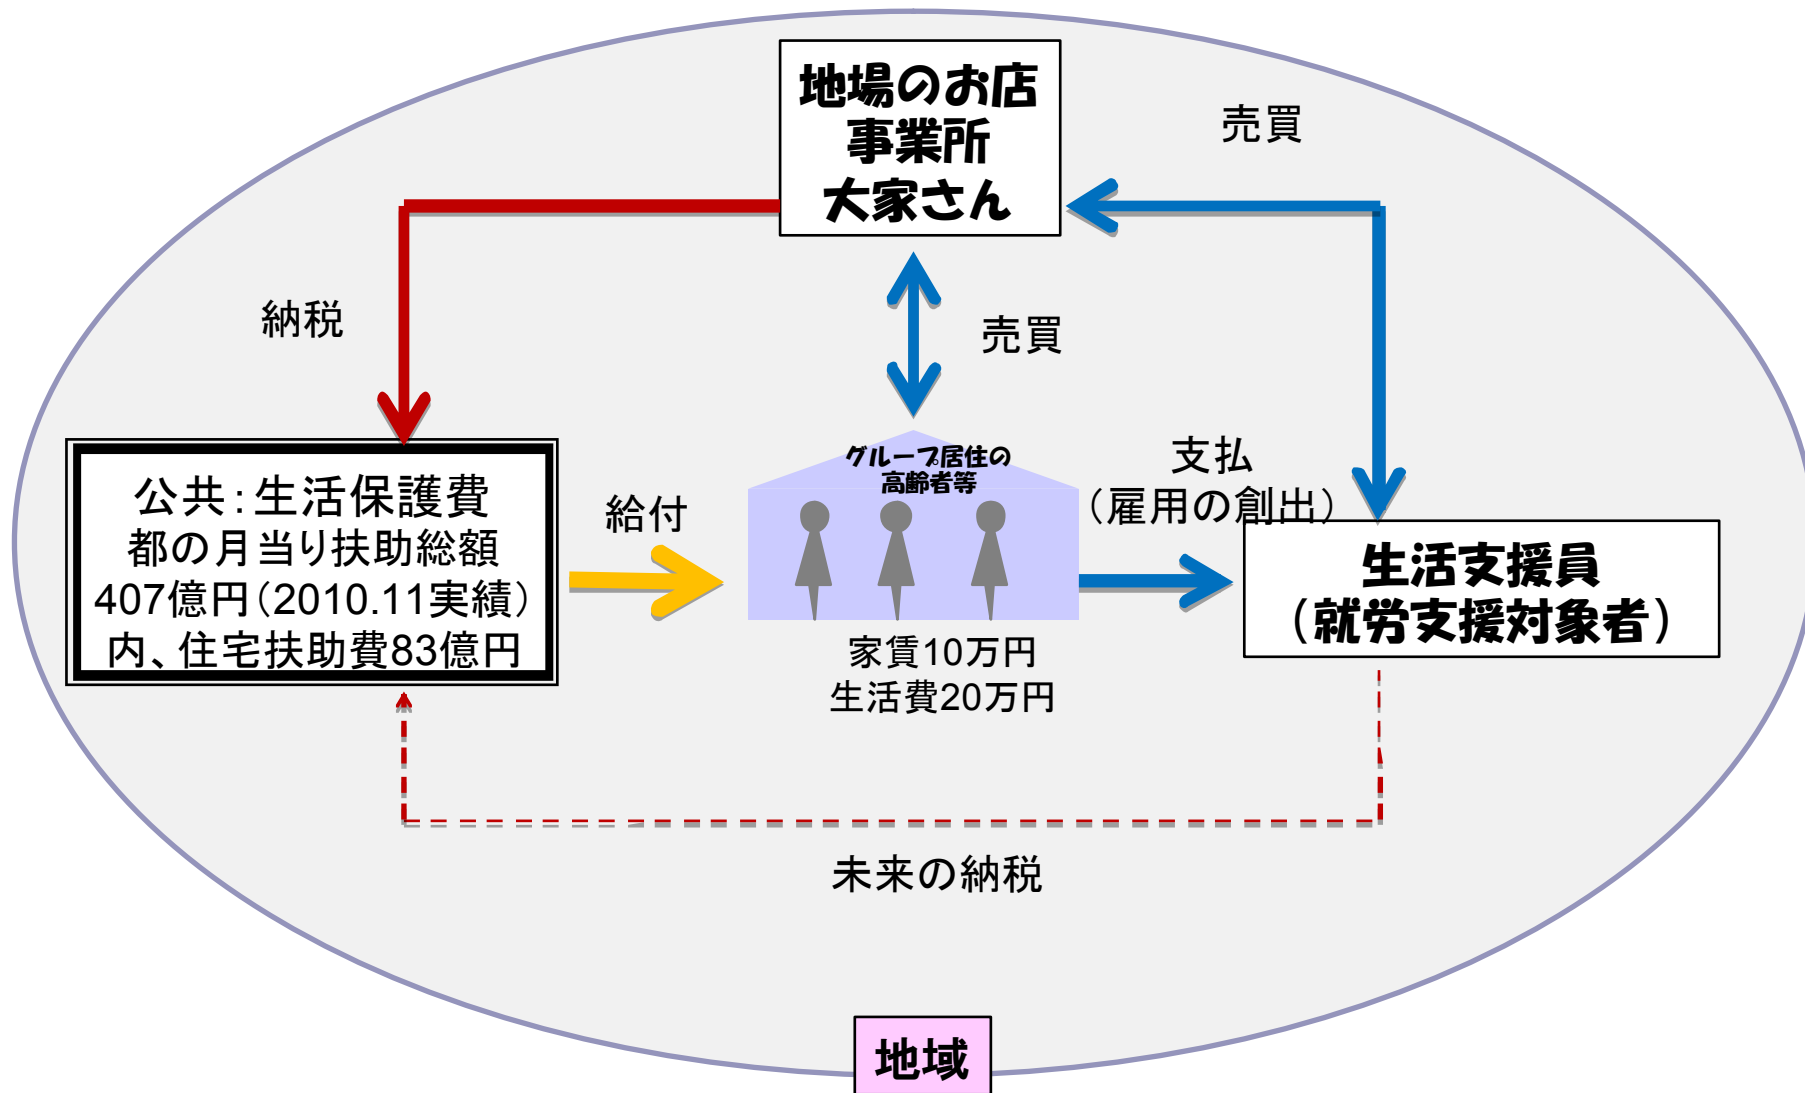 地場のお店
事業所
大家さん
売買
納税
売買
グループ居住の
高齢者等
支払
（雇用の創出）
公共：生活保護費
都の月当り扶助総額
407億円（2010.11実績）
内、住宅扶助費83億円
給付
生活支援員
（就労支援対象者）
家賃10万円
生活費20万円
未来の納税
地域